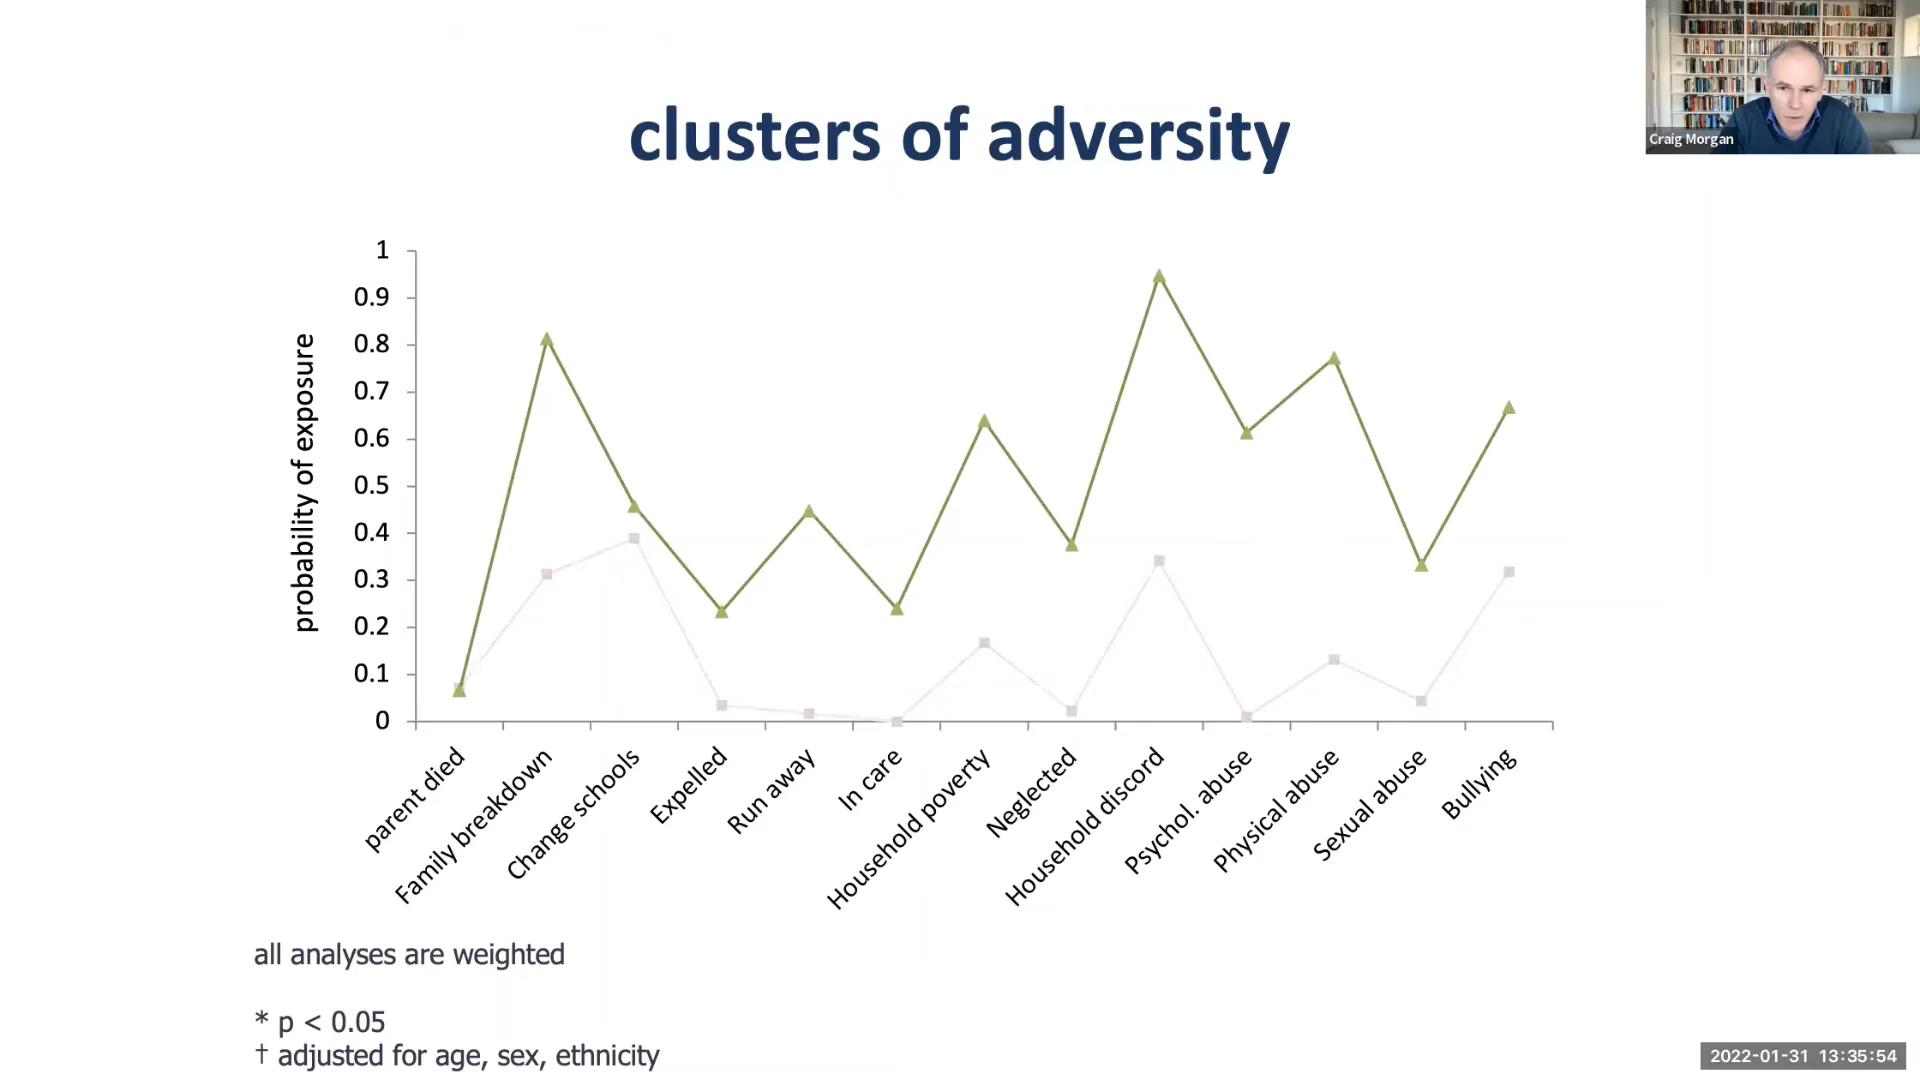 Craig Morgan
clusters of adversity
probability of exposure
1
0.9
0.8
0.7
0.6
0.5
0.4
0.3
0.2
0.1
0
parent died
Family breakdown
Change schools
Expelled
Run away
In care
Household poverty
Neglected
Household discord
Psychol. abuse
Physical abuse
Sexual abuse
Bullying
all analyses are weighted
* p < 0.05
† adjusted for age, sex, ethnicity
2022-01-31 13:35:54